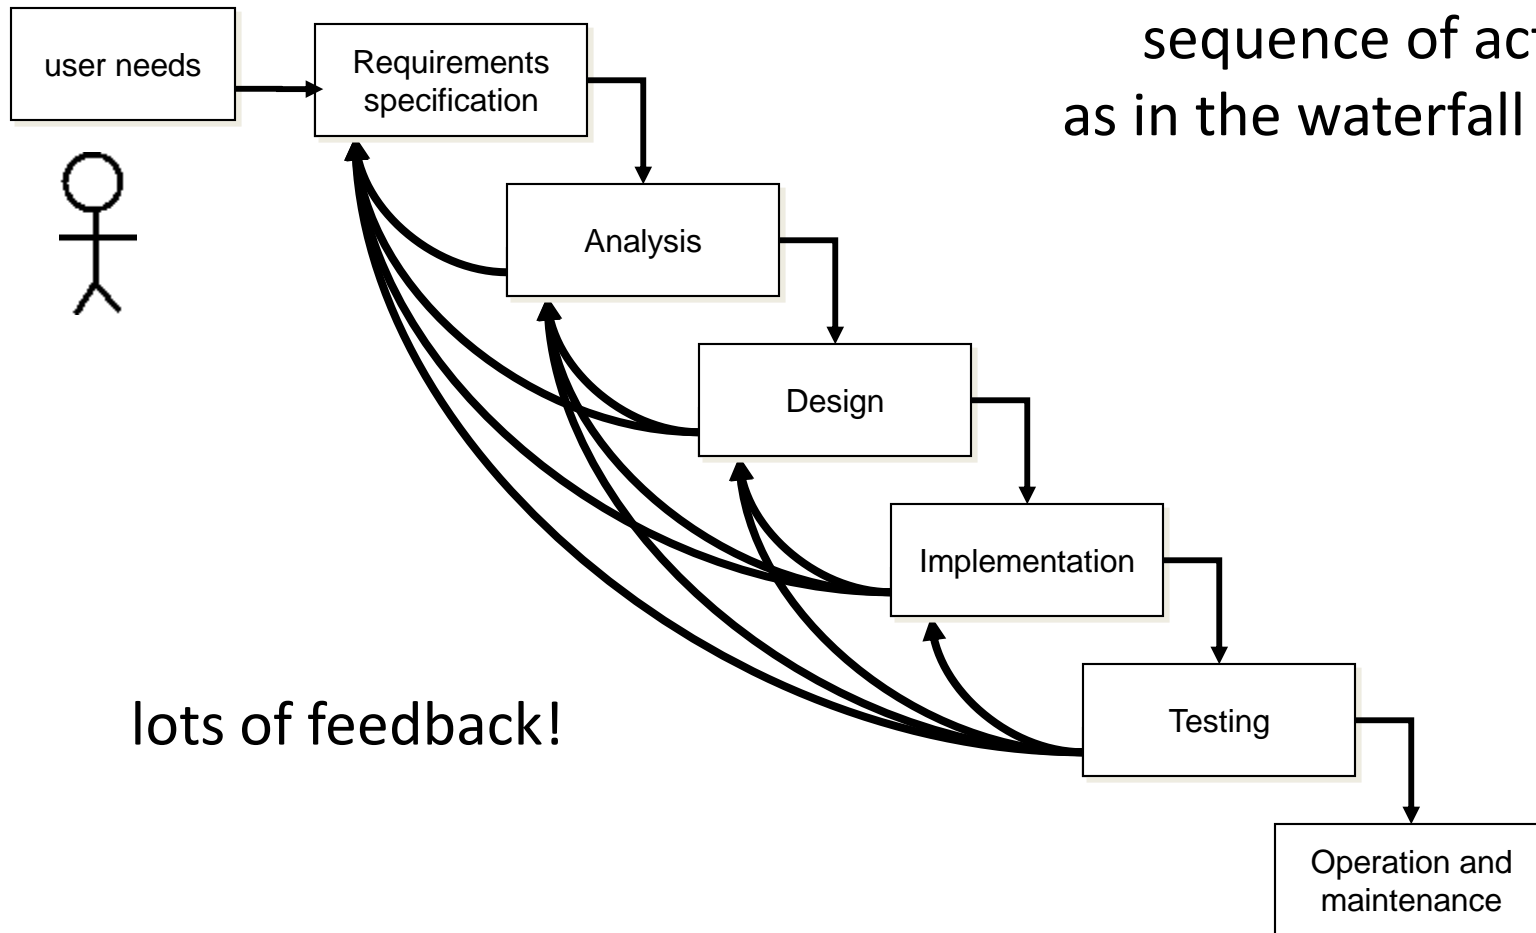 user needs
Requirements
specification
sequence of
as in the waterfall
Analysis
Design
Implementation
lots of feedback!
Testing
Operation and
maintenance